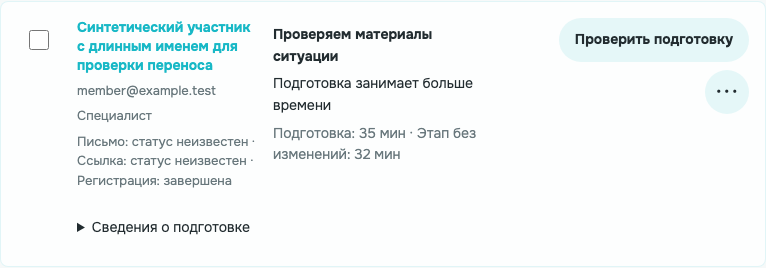 Синтетический участник
с длинным именем для
проверки переноса
member@example.test
Специалист
Письмо: статус неизвестен ·
Ссылка: статус неизвестен ·
Регистрация: завершена
▶ Сведения о подготовке
Проверяем материалы
ситуации
Подготовка занимает больше
времени
Подготовка: 35 мин · Этап без
изменений: 32 мин
Проверить подготовку
···